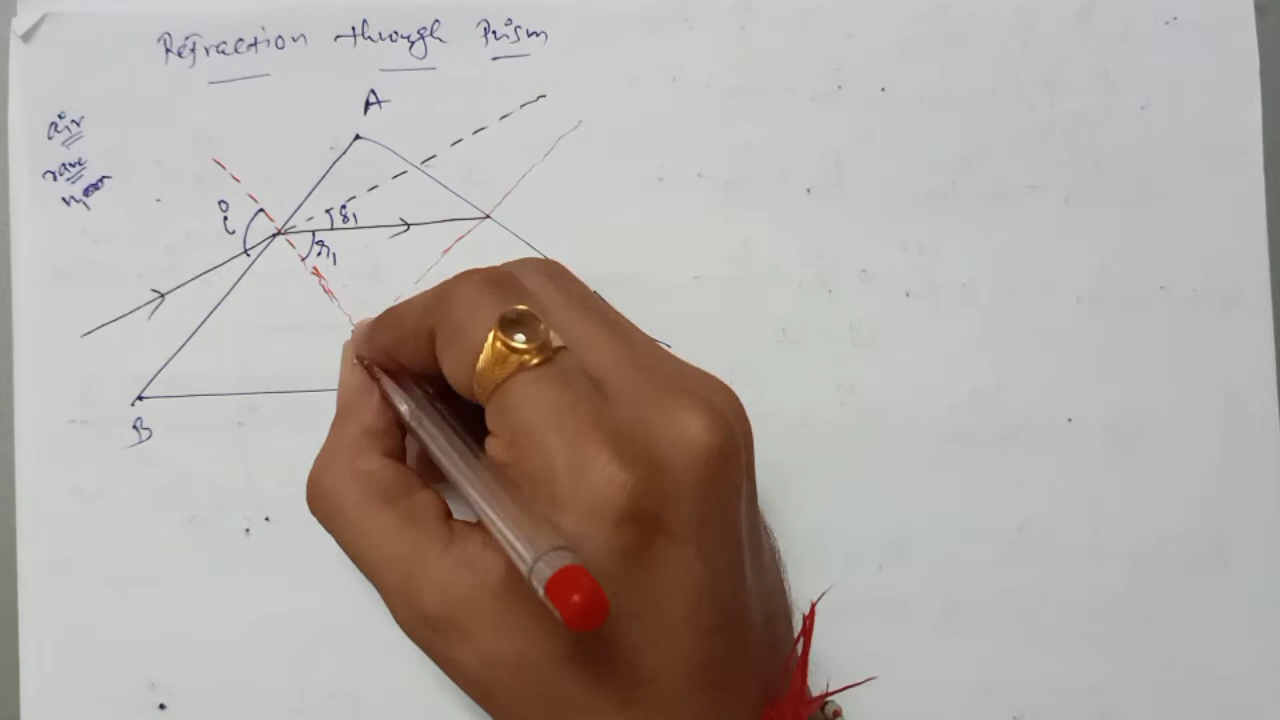 Refraction through Prism
A
air
rare
i
δ₁
r₁
B